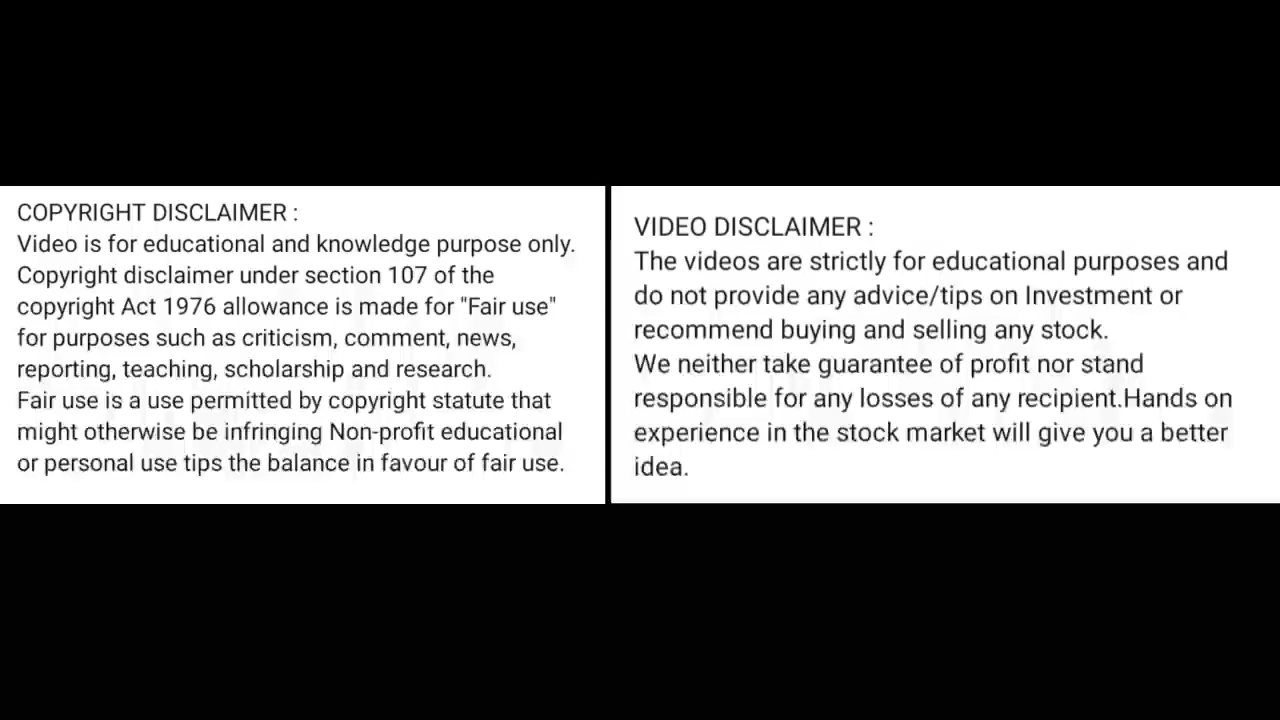 COPYRIGHT DISCLAIMER :
Video is for educational and knowledge purpose only.
Copyright disclaimer under section 107 of the
copyright Act 1976 allowance is made for "Fair use"
for purposes such as criticism, comment, news,
reporting, teaching, scholarship and research.
Fair use is a use permitted by copyright statute that
might otherwise be infringing Non-profit educational
or personal use tips the balance in favour of fair use.
VIDEO DISCLAIMER :
The videos are strictly for educational purposes and
do not provide any advice/tips on Investment or
recommend buying and selling any stock.
We neither take guarantee of profit nor stand
responsible for any losses of any recipient.Hands on
experience in the stock market will give you a better
idea.